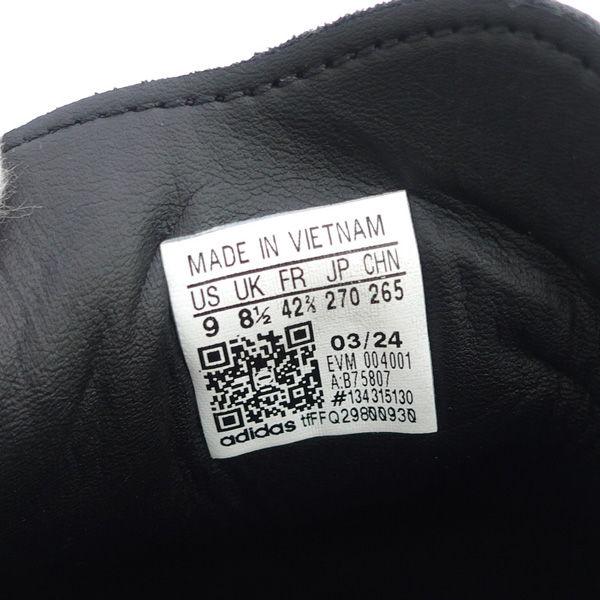 MADE IN VIETNAM
US UK FR JP CHN
9 8½ 42⅔ 270 265
03/24
EVM 004001
A:B75807
#134315130
adidas tfFFQ29800930